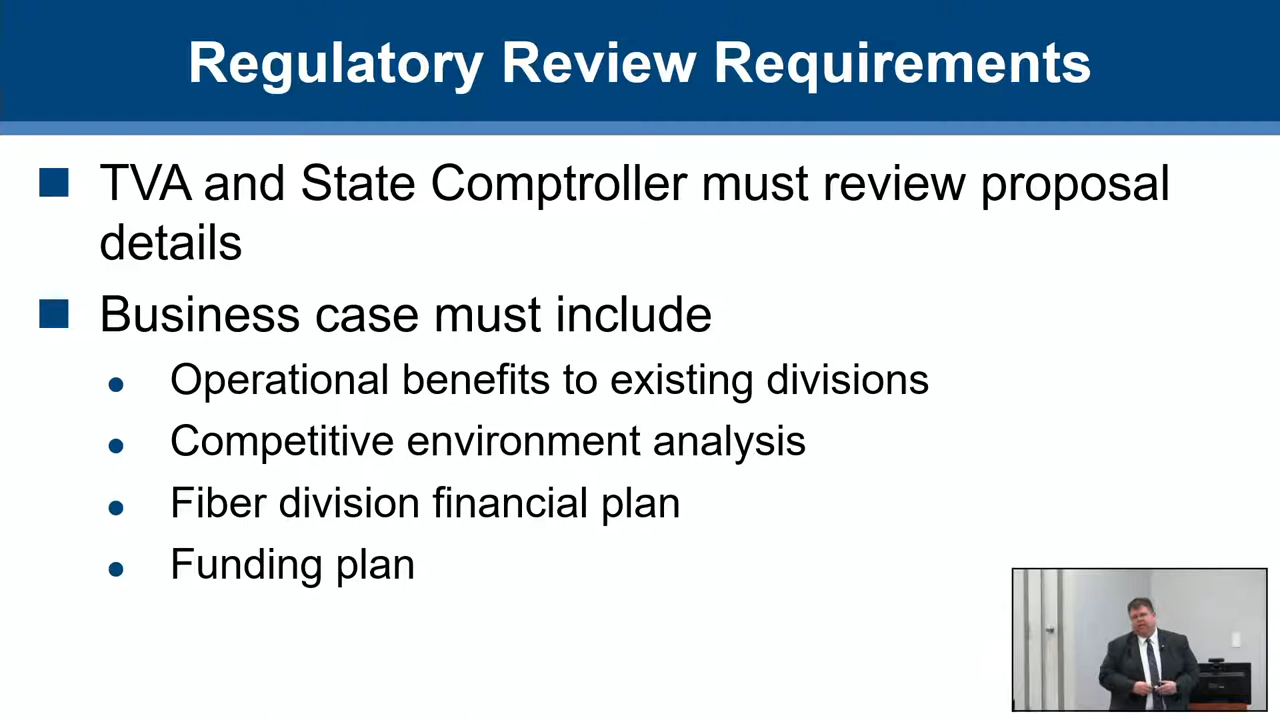 Regulatory Review Requirements
TVA and State Comptroller must review proposal
details
Business case must include
Operational benefits to existing divisions
Competitive environment analysis
Fiber division financial plan
Funding plan